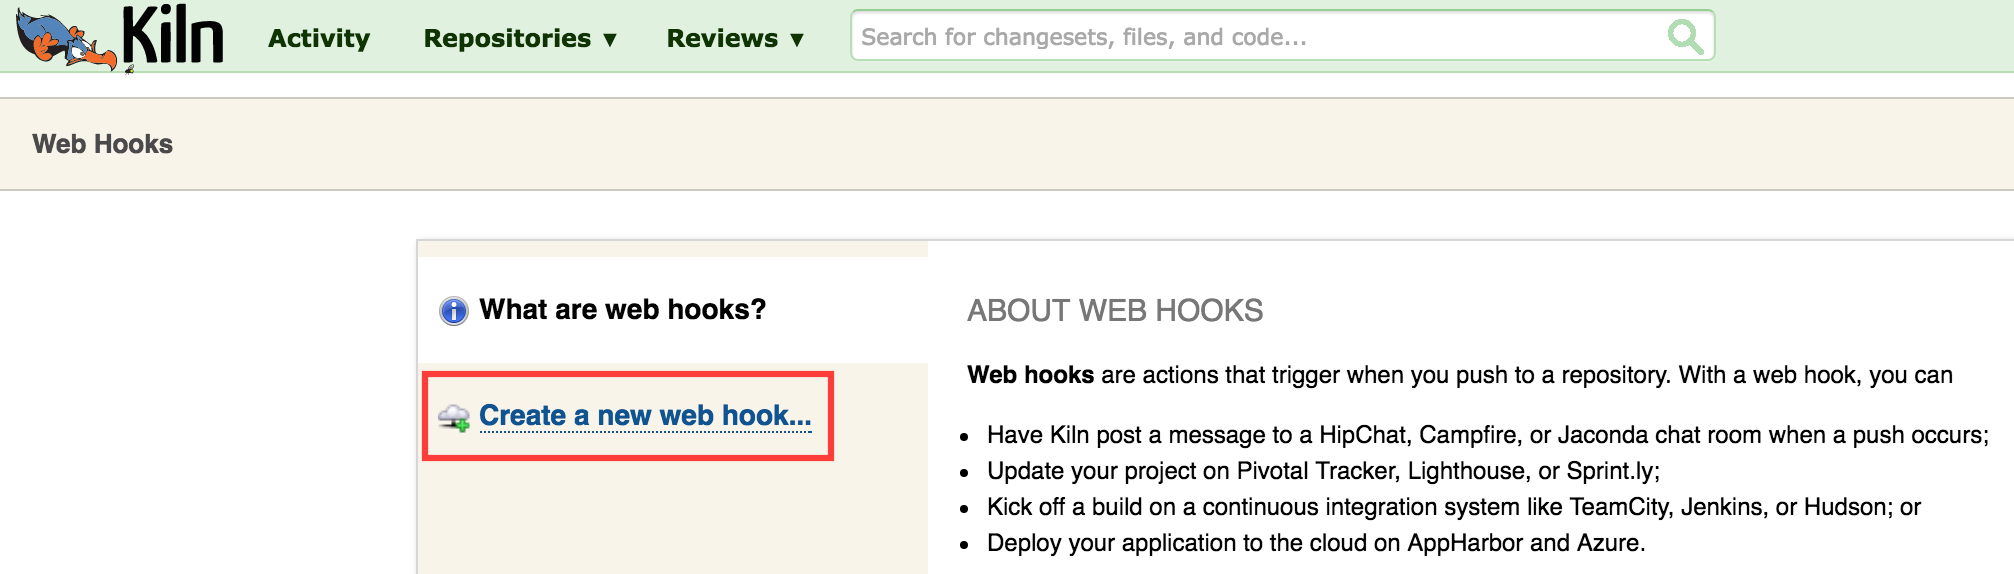 Kiln Activity Repositories ▼ Reviews ▼ Search for changesets, files, and code...
Web Hooks
What are web hooks?
Create a new web hook...
ABOUT WEB HOOKS
Web hooks are actions that trigger when you push to a repository. With a web hook, you can
• Have Kiln post a message to a HipChat, Campfire, or Jaconda chat room when a push occurs;
• Update your project on Pivotal Tracker, Lighthouse, or Sprint.ly;
• Kick off a build on a continuous integration system like TeamCity, Jenkins, or Hudson; or
• Deploy your application to the cloud on AppHarbor and Azure.